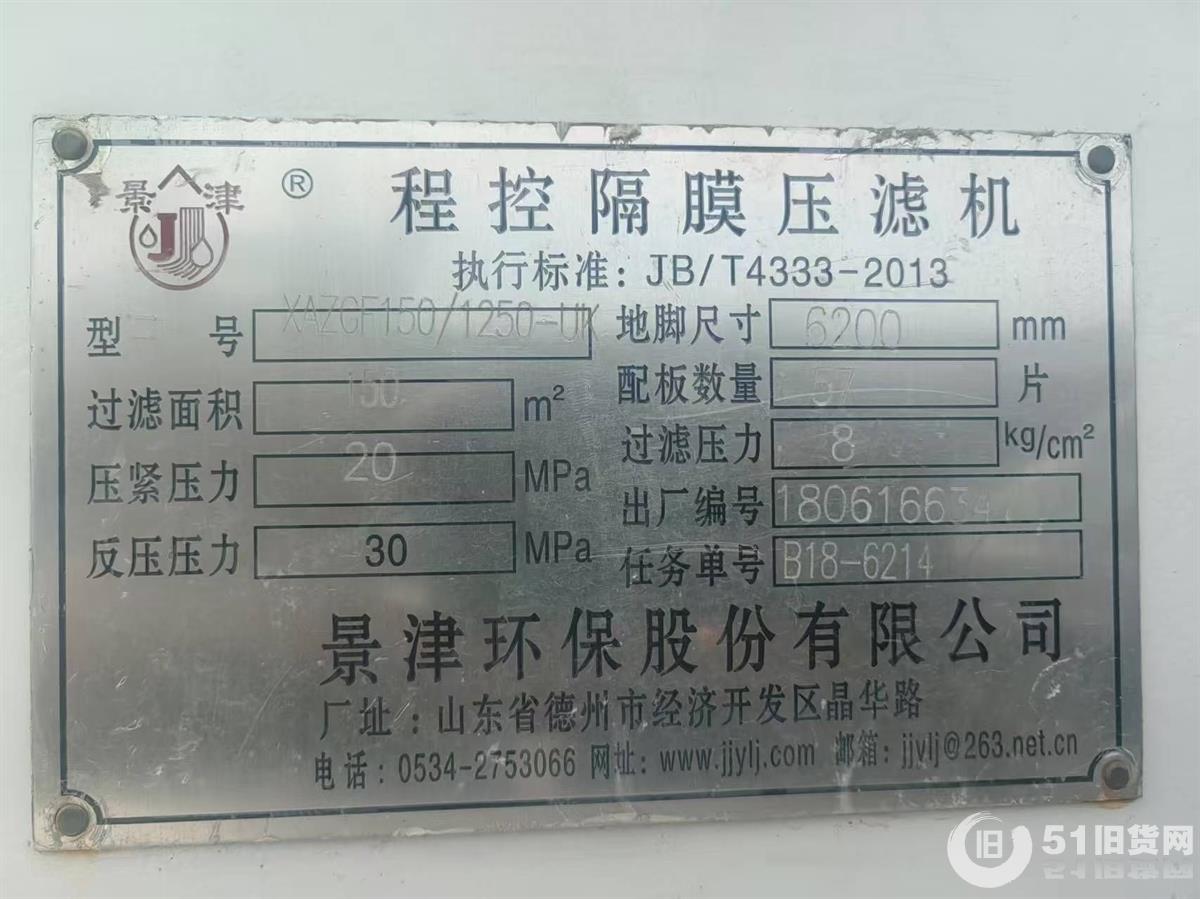 景津 ® 程控隔膜压滤机
执行标准：JB/T4333-2013
型号 XAZGF150/1250-UK 地脚尺寸 6200 mm
过滤面积 150 m² 配板数量 57 片
压紧压力 20 MPa 过滤压力 8 kg/cm²
反压压力 30 MPa 出厂编号
任务单号 B18-6214
景津环保股份有限公司
厂址：山东省德州市经济开发区晶华路
电话：0534-2753066 网址：www.jjylj.com 邮箱：jjylj@263.net.cn
旧 51旧货网